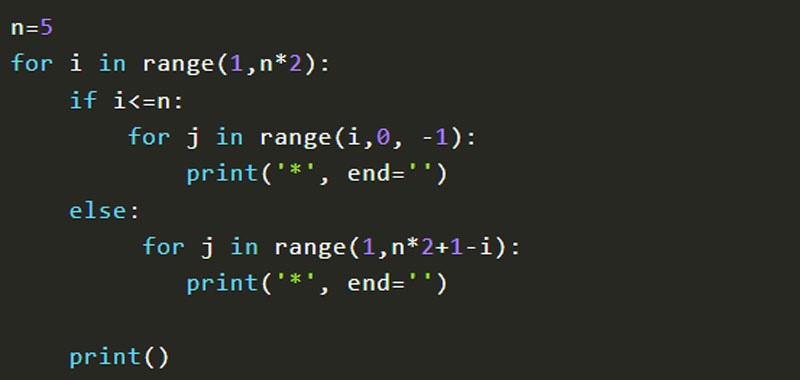 n=5
for i in range(1,n*2):
    if i<=n:
        for j in range(i,0, -1):
            print('*', end='')
    else:
         for j in range(1,n*2+1-i):
            print('*', end='')
    print()